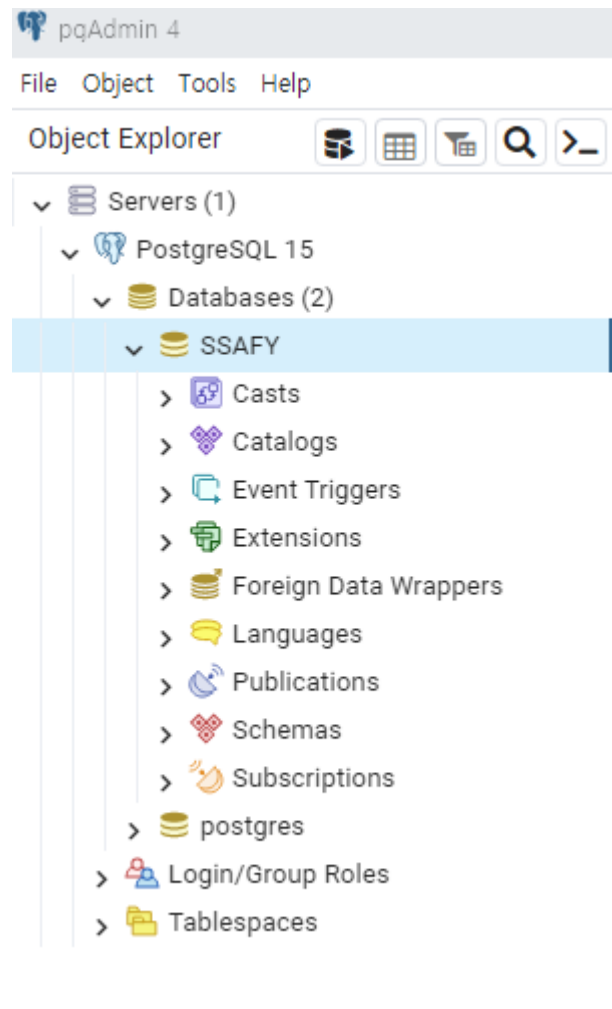 pgAdmin 4
File Object Tools Help
Object Explorer
Servers (1)
PostgreSQL 15
Databases (2)
SSAFY
Casts
Catalogs
Event Triggers
Extensions
Foreign Data Wrappers
Languages
Publications
Schemas
Subscriptions
postgres
Login/Group Roles
Tablespaces